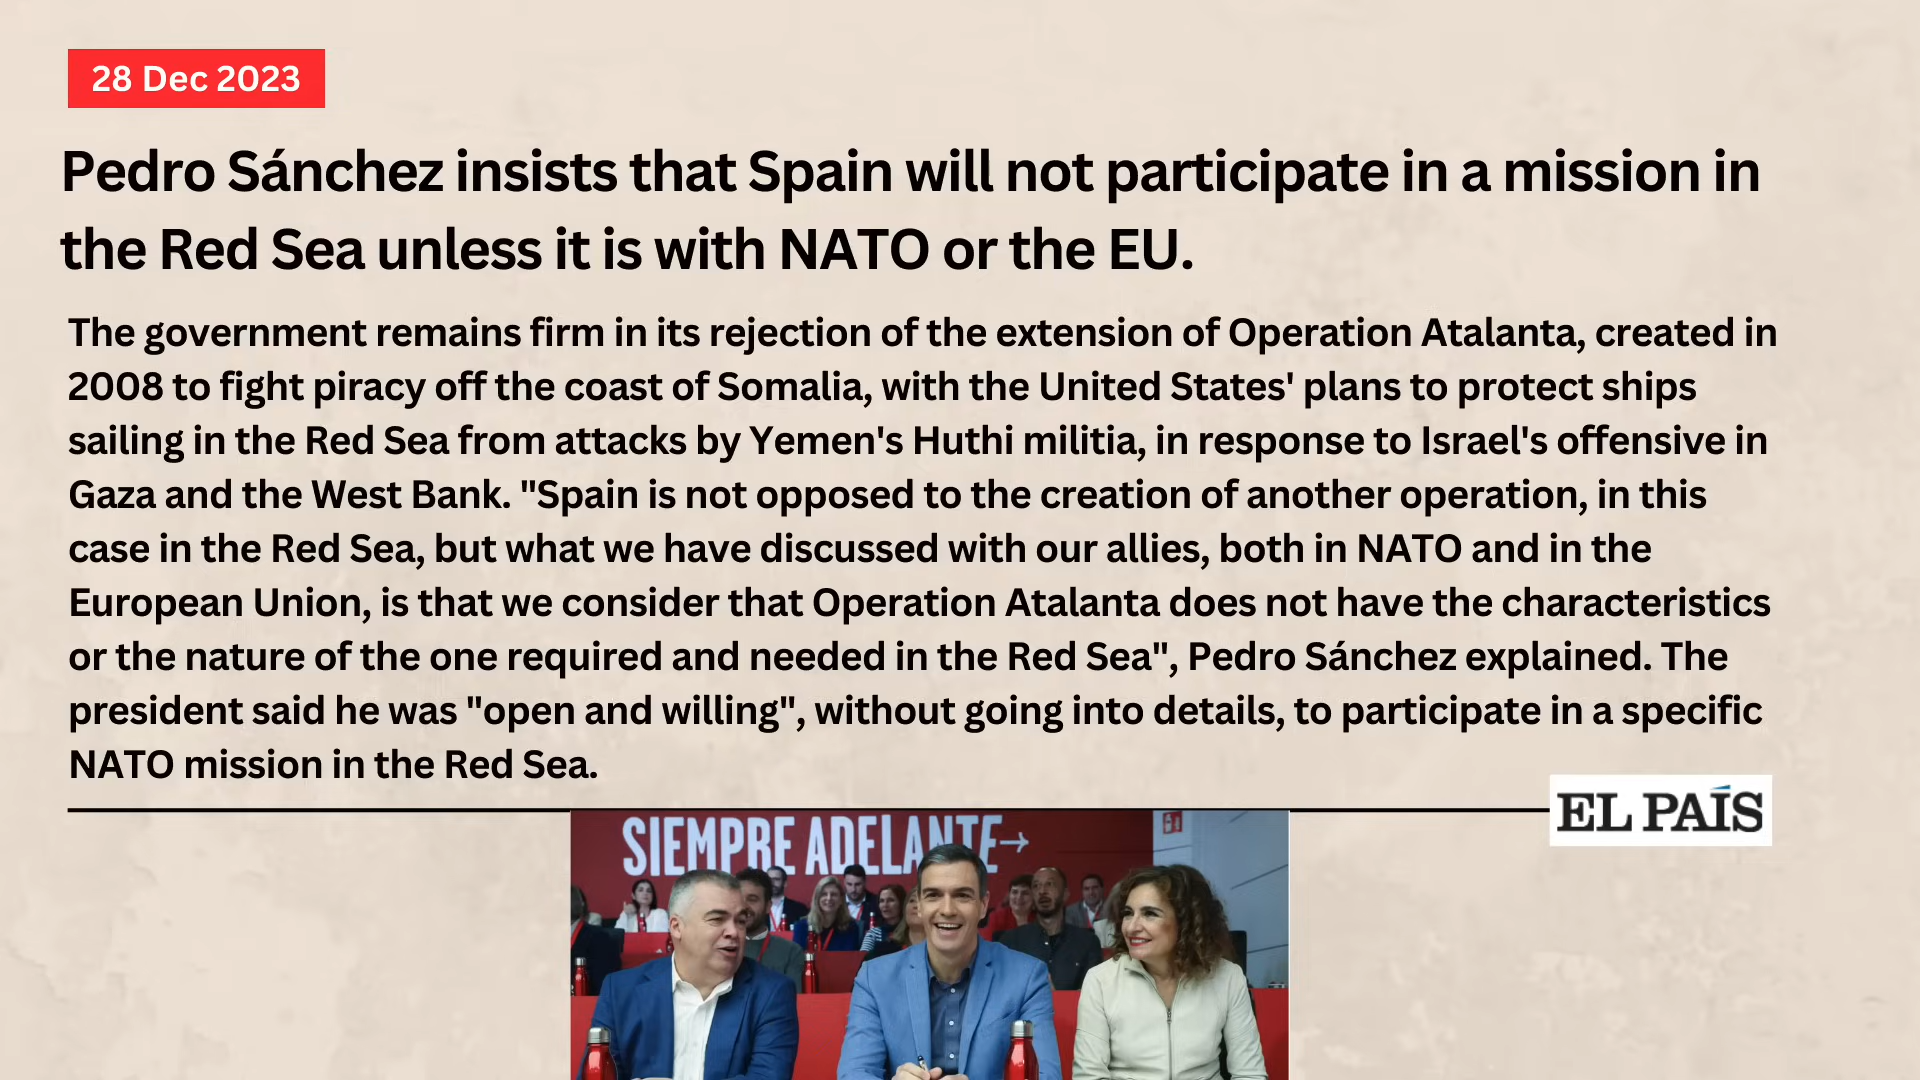 28 Dec 2023
Pedro Sánchez insists that Spain will not participate in a mission in
the Red Sea unless it is with NATO or the EU.
The government remains firm in its rejection of the extension of Operation Atalanta, created in
2008 to fight piracy off the coast of Somalia, with the United States' plans to protect ships
sailing in the Red Sea from attacks by Yemen's Huthi militia, in response to Israel's offensive in
Gaza and the West Bank. "Spain is not opposed to the creation of another operation, in this
case in the Red Sea, but what we have discussed with our allies, both in NATO and in the
European Union, is that we consider that Operation Atalanta does not have the characteristics
or the nature of the one required and needed in the Red Sea", Pedro Sánchez explained. The
president said he was "open and willing", without going into details, to participate in a specific
NATO mission in the Red Sea.
EL PAÍS
SIEMPRE ADELANTE→